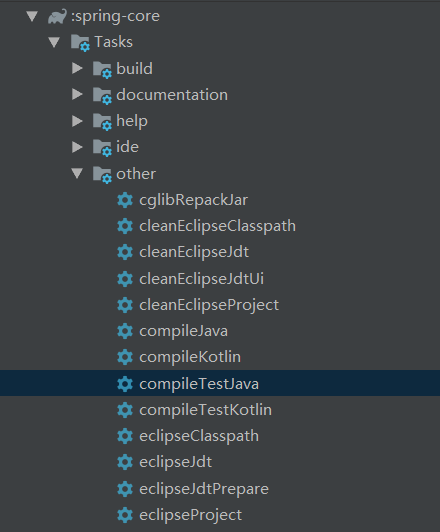 :spring-core
Tasks
build
documentation
help
ide
other
cglibRepackJar
cleanEclipseClasspath
cleanEclipseJdt
cleanEclipseJdtUi
cleanEclipseProject
compileJava
compileKotlin
compileTestJava
compileTestKotlin
eclipseClasspath
eclipseJdt
eclipseJdtPrepare
eclipseProject